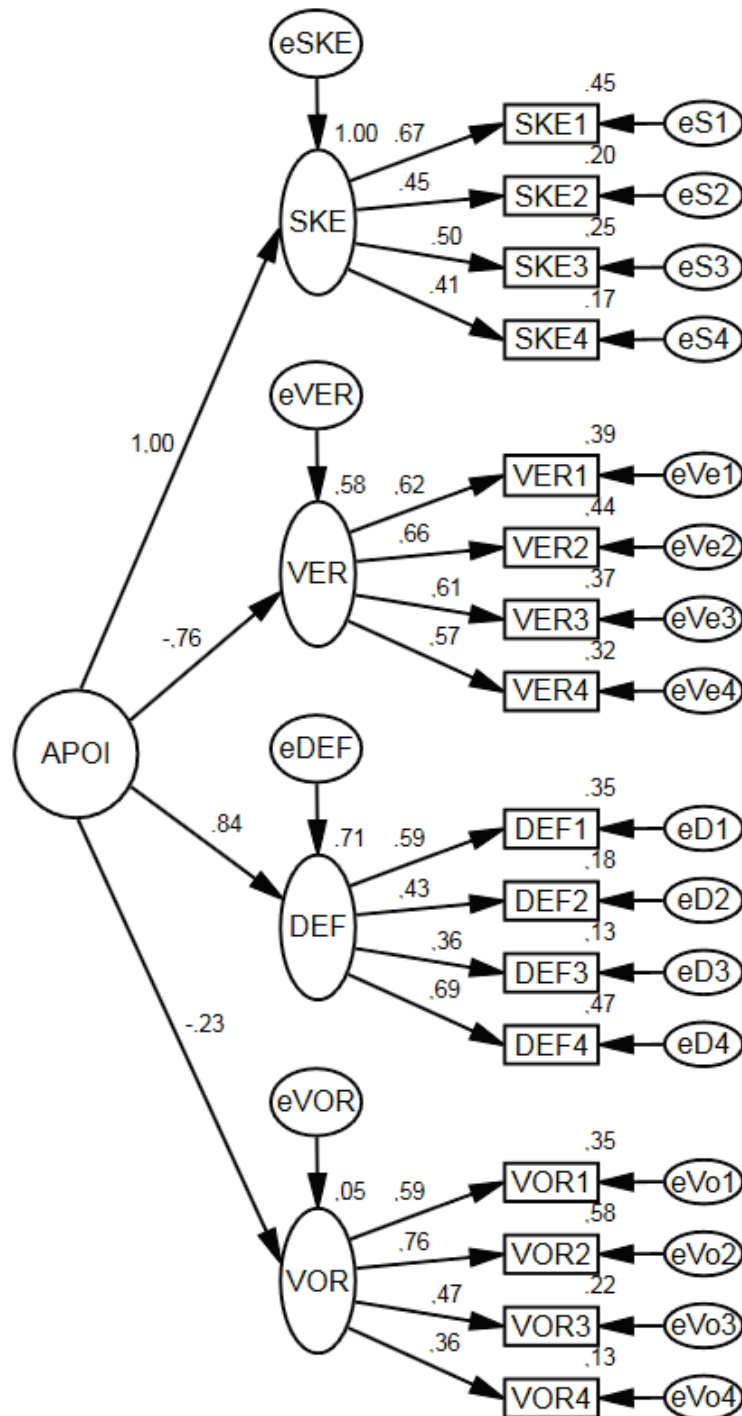 eSKE
.45
1.00 .67 SKE1 eS1
.20
.45 SKE2 eS2
SKE
.25
.50 SKE3 eS3
.17
.41 SKE4 eS4
eVER
1,00
,39
,58 ,62 VER1 eVe1
,44
,66 VER2 eVe2
VER
,37
,61 VER3 eVe3
-,76
,32
,57 VER4 eVe4
APOI
eDEF
.35
.84
.71 .59 DEF1 eD1
,18
,43 DEF2 eD2
DEF
,13
,36 DEF3 eD3
,47
,69 DEF4 eD4
-.23
eVOR
,35
,05 ,59 VOR1 eVo1
,58
,76 VOR2 eVo2
VOR
.22
,47 VOR3 eVo3
,13
,36 VOR4 eVo4